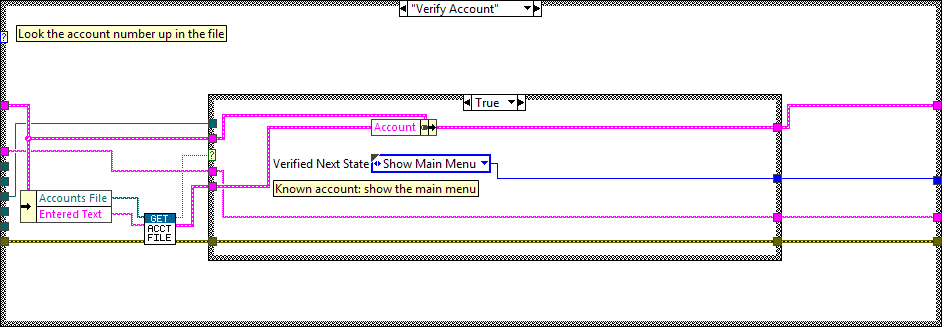 "Verify Account"
Look the account number up in the file
True
Account
Verified Next State
Show Main Menu
Known account: show the main menu
Accounts File
Entered Text
GET
ACCT
FILE